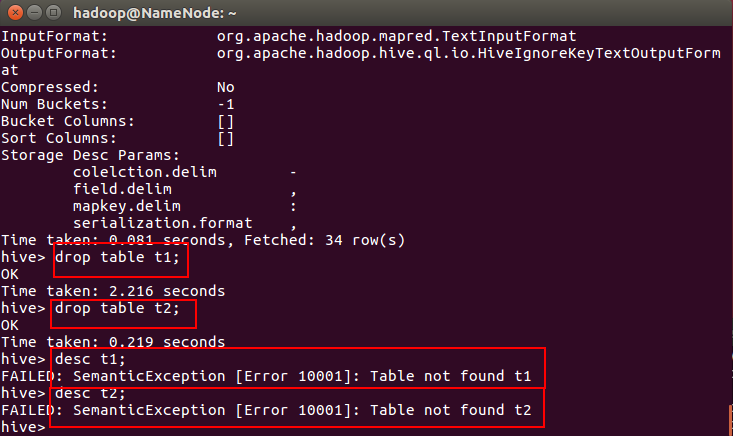 hadoop@NameNode: ~
InputFormat: org.apache.hadoop.mapred.TextInputFormat
OutputFormat: org.apache.hadoop.hive.ql.io.HiveIgnoreKeyTextOutputForm
at
Compressed: No
Num Buckets: -1
Bucket Columns: []
Sort Columns: []
Storage Desc Params:
colelction.delim -
field.delim ,
mapkey.delim :
serialization.format ,
Time taken: 0.081 seconds, Fetched: 34 row(s)
hive> drop table t1;
OK
Time taken: 2.216 seconds
hive> drop table t2;
OK
Time taken: 0.219 seconds
hive> desc t1;
FAILED: SemanticException [Error 10001]: Table not found t1
hive> desc t2;
FAILED: SemanticException [Error 10001]: Table not found t2
hive>